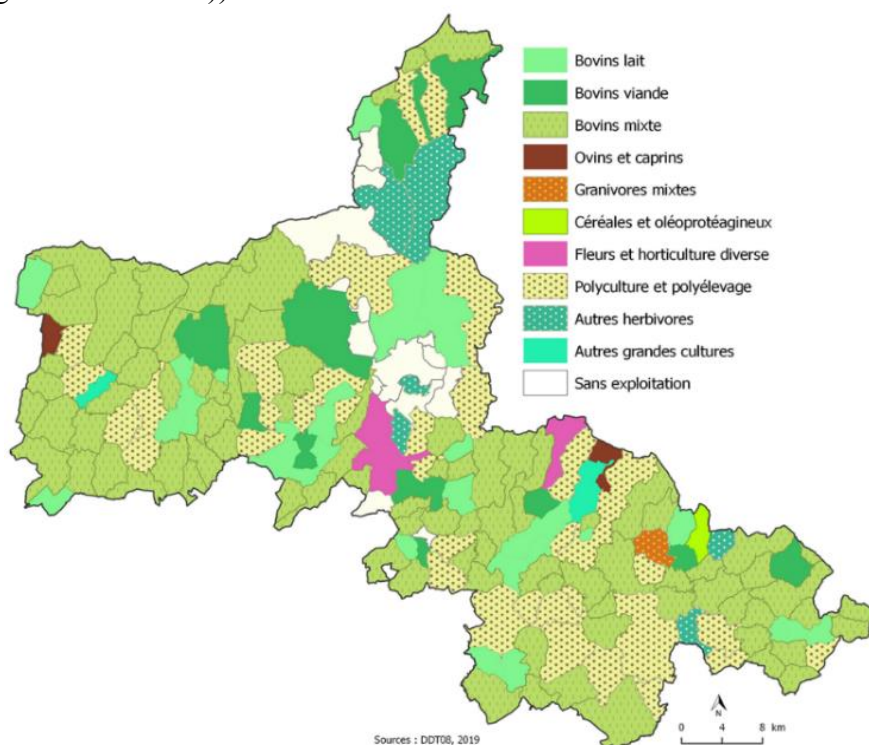 Bovins lait
Bovins viande
Bovins mixte
Ovins et caprins
Granivores mixtes
Céréales et oléoprotéagineux
Fleurs et horticulture diverse
Polyculture et polyélevage
Autres herbivores
Autres grandes cultures
Sans exploitation
N
0 4 8 km
Sources : DDT08, 2019